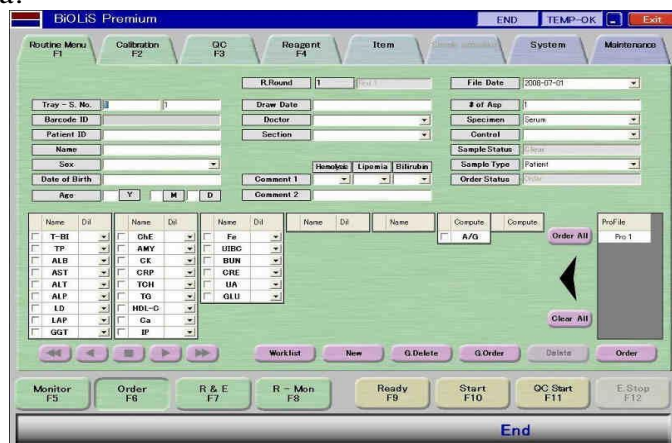 a.
BiOLiS Premium END TEMP-OK Exit
Routine Menu F1 Calibration F2 QC F3 Reagent F4 Item System Maintenance
R.Round 1 File Date 2008-07-01
Tray - S. No. 1 Draw Date # of Asp 1
Barcode ID Doctor Specimen Serum
Patient ID Section Control
Name Sample Status Clear
Sex Hemolysis Lipemia Bilirubin Sample Type Patient
Date of Birth Comment 1 Order Status
Age Y M D Comment 2
Name Dil Name Dil Name Dil Name Dil Name Compute Compute ProFile
T-BI ChE Fe A/G Order All Pro 1
TP AMY UIBC
ALB CK BUN
AST CRP CRE
ALT TCH UA
ALP TG GLU
LD HDL-C
LAP Ca Clear All
GGT IP
Worklist New G.Delete G.Order Delete Order
Monitor F5 Order F6 R & E F7 R - Mon F8 Ready F9 Start F10 QC Start F11 E.Stop F12
End